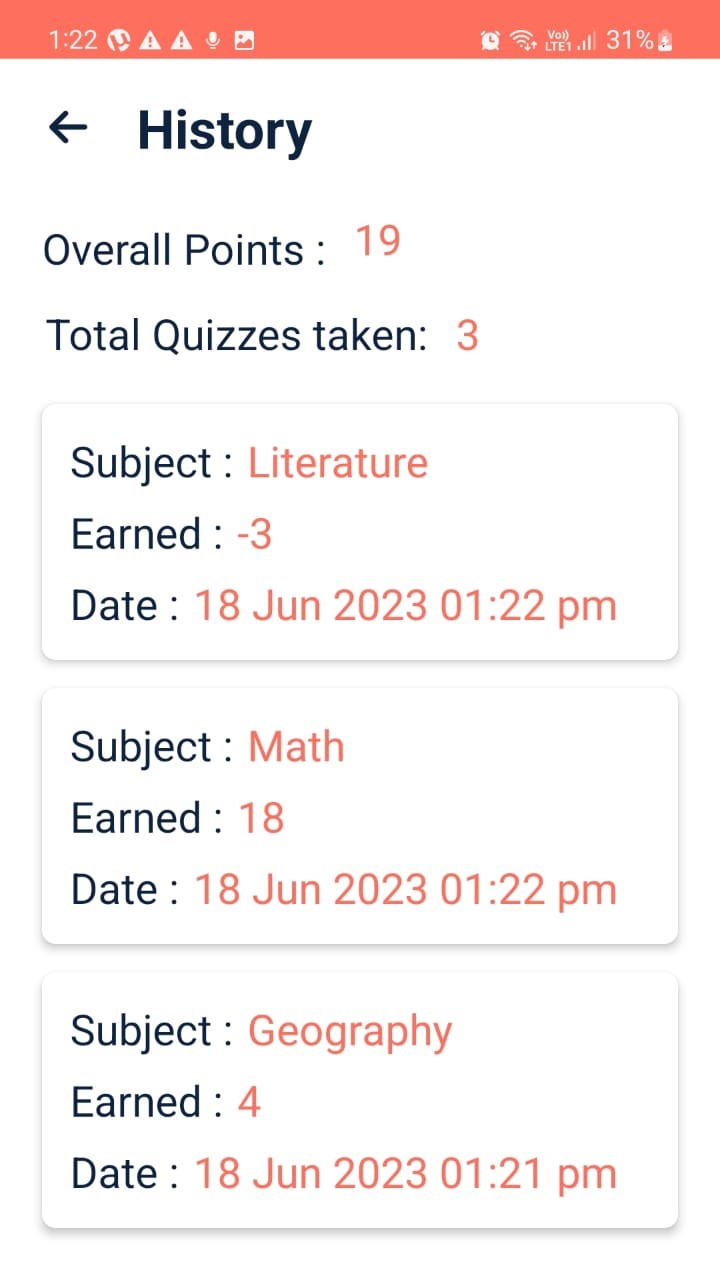 1:22 Vo)) LTE1 31%
History
Overall Points : 19
Total Quizzes taken: 3
Subject : Literature
Earned : -3
Date : 18 Jun 2023 01:22 pm
Subject : Math
Earned : 18
Date : 18 Jun 2023 01:22 pm
Subject : Geography
Earned : 4
Date : 18 Jun 2023 01:21 pm